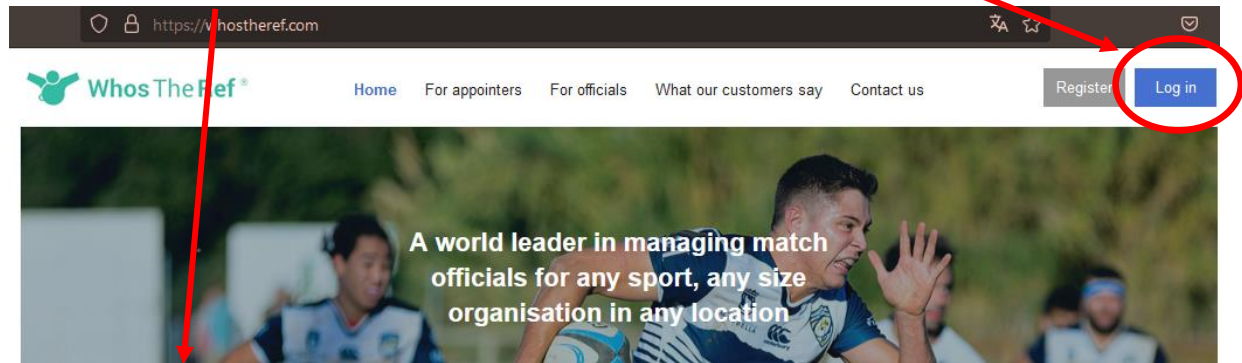 https://whostheref.com
WhosTheRef ®
Home For appointers For officials What our customers say Contact us Register Log in
A world leader in managing match
officials for any sport, any size
organisation in any location